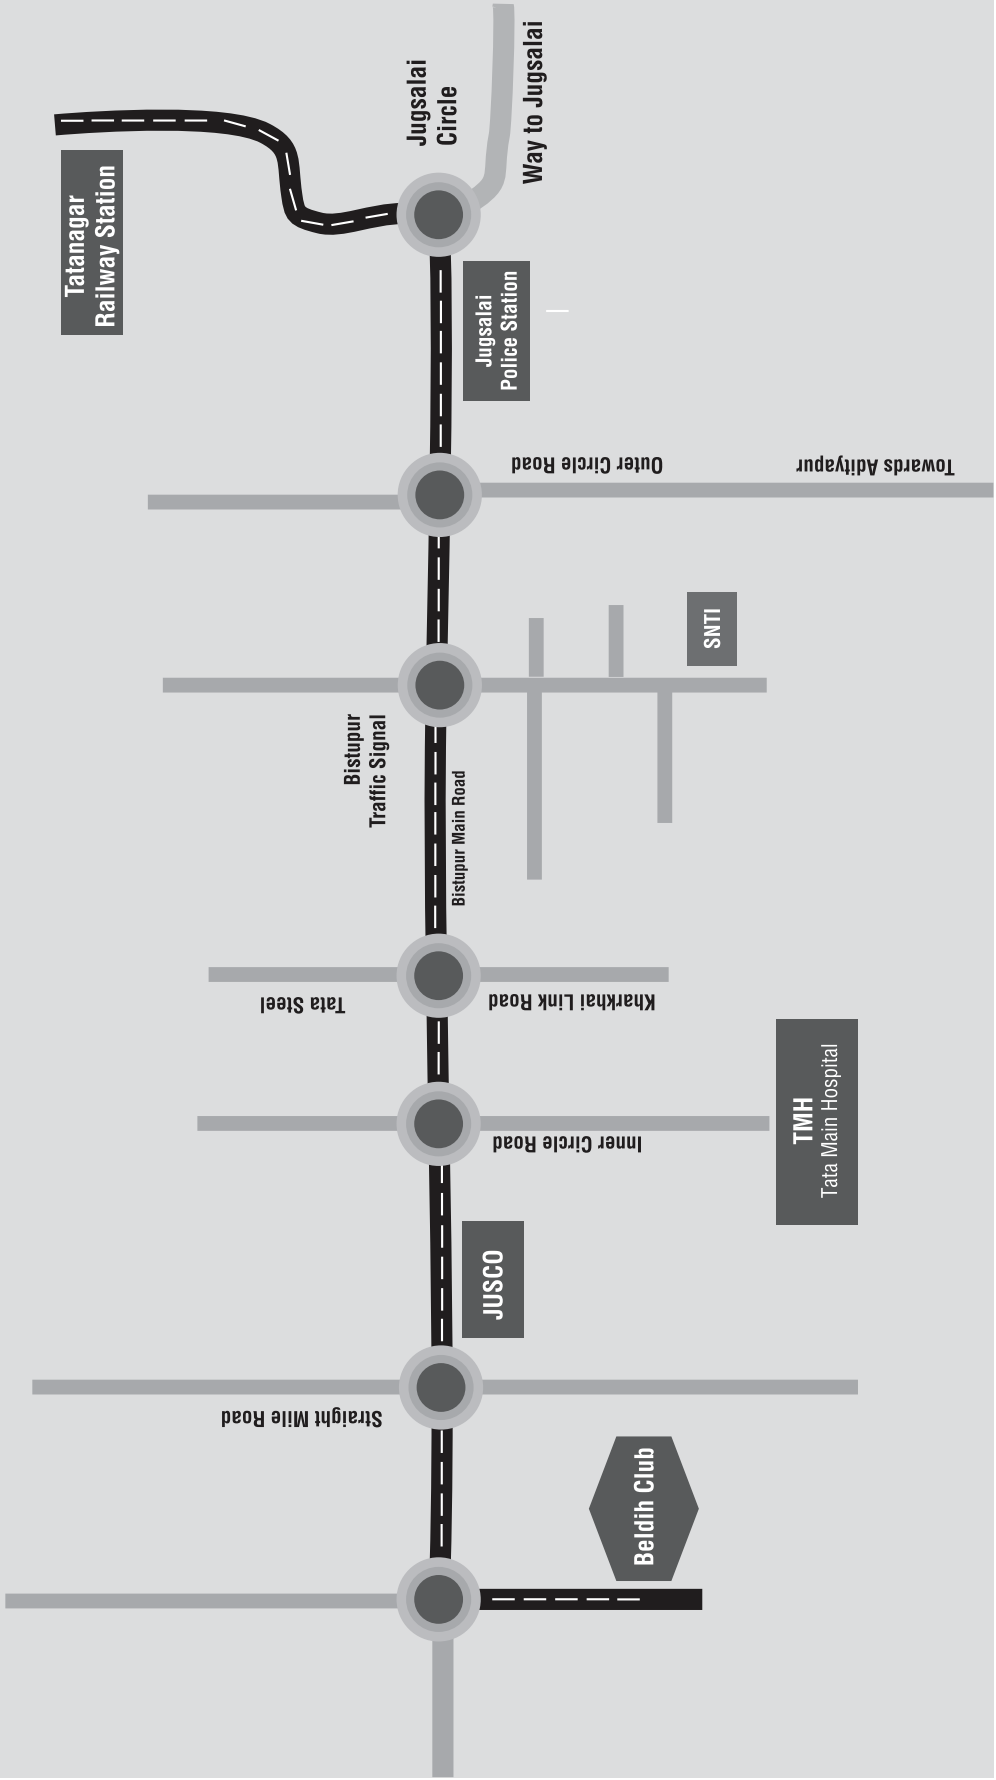 Tatanagar
Railway Station
Jugsalai
Circle
Way to Jugsalai
Jugsalai
Police Station
Outer Circle Road
Towards Adityapur
SNTI
Bistupur
Traffic Signal
Bistupur Main Road
Tata Steel
Kharkhai Link Road
TMH
Tata Main Hospital
Inner Circle Road
JUSCO
Straight Mile Road
Beldih Club